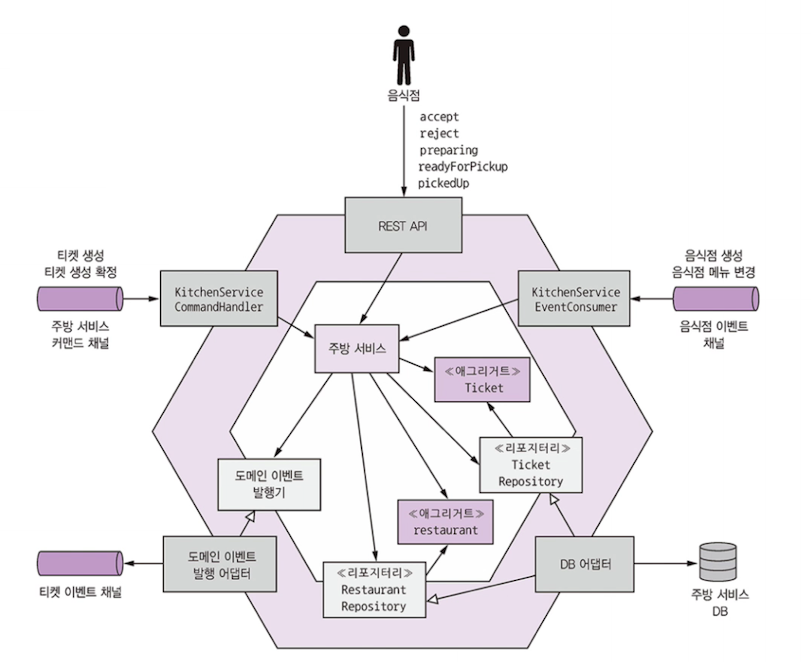 음식점
accept
reject
preparing
readyForPickup
pickedUp
REST API
티켓 생성
티켓 생성 확정
주방 서비스
커맨드 채널
KitchenService
CommandHandler
KitchenService
EventConsumer
음식점 생성
음식점 메뉴 변경
음식점 이벤트
채널
주방 서비스
≪애그리거트≫
Ticket
≪리포지터리≫
Ticket
Repository
도메인 이벤트
발행기
≪애그리거트≫
restaurant
도메인 이벤트
발행 어댑터
티켓 이벤트 채널
≪리포지터리≫
Restaurant
Repository
DB 어댑터
주방 서비스
DB